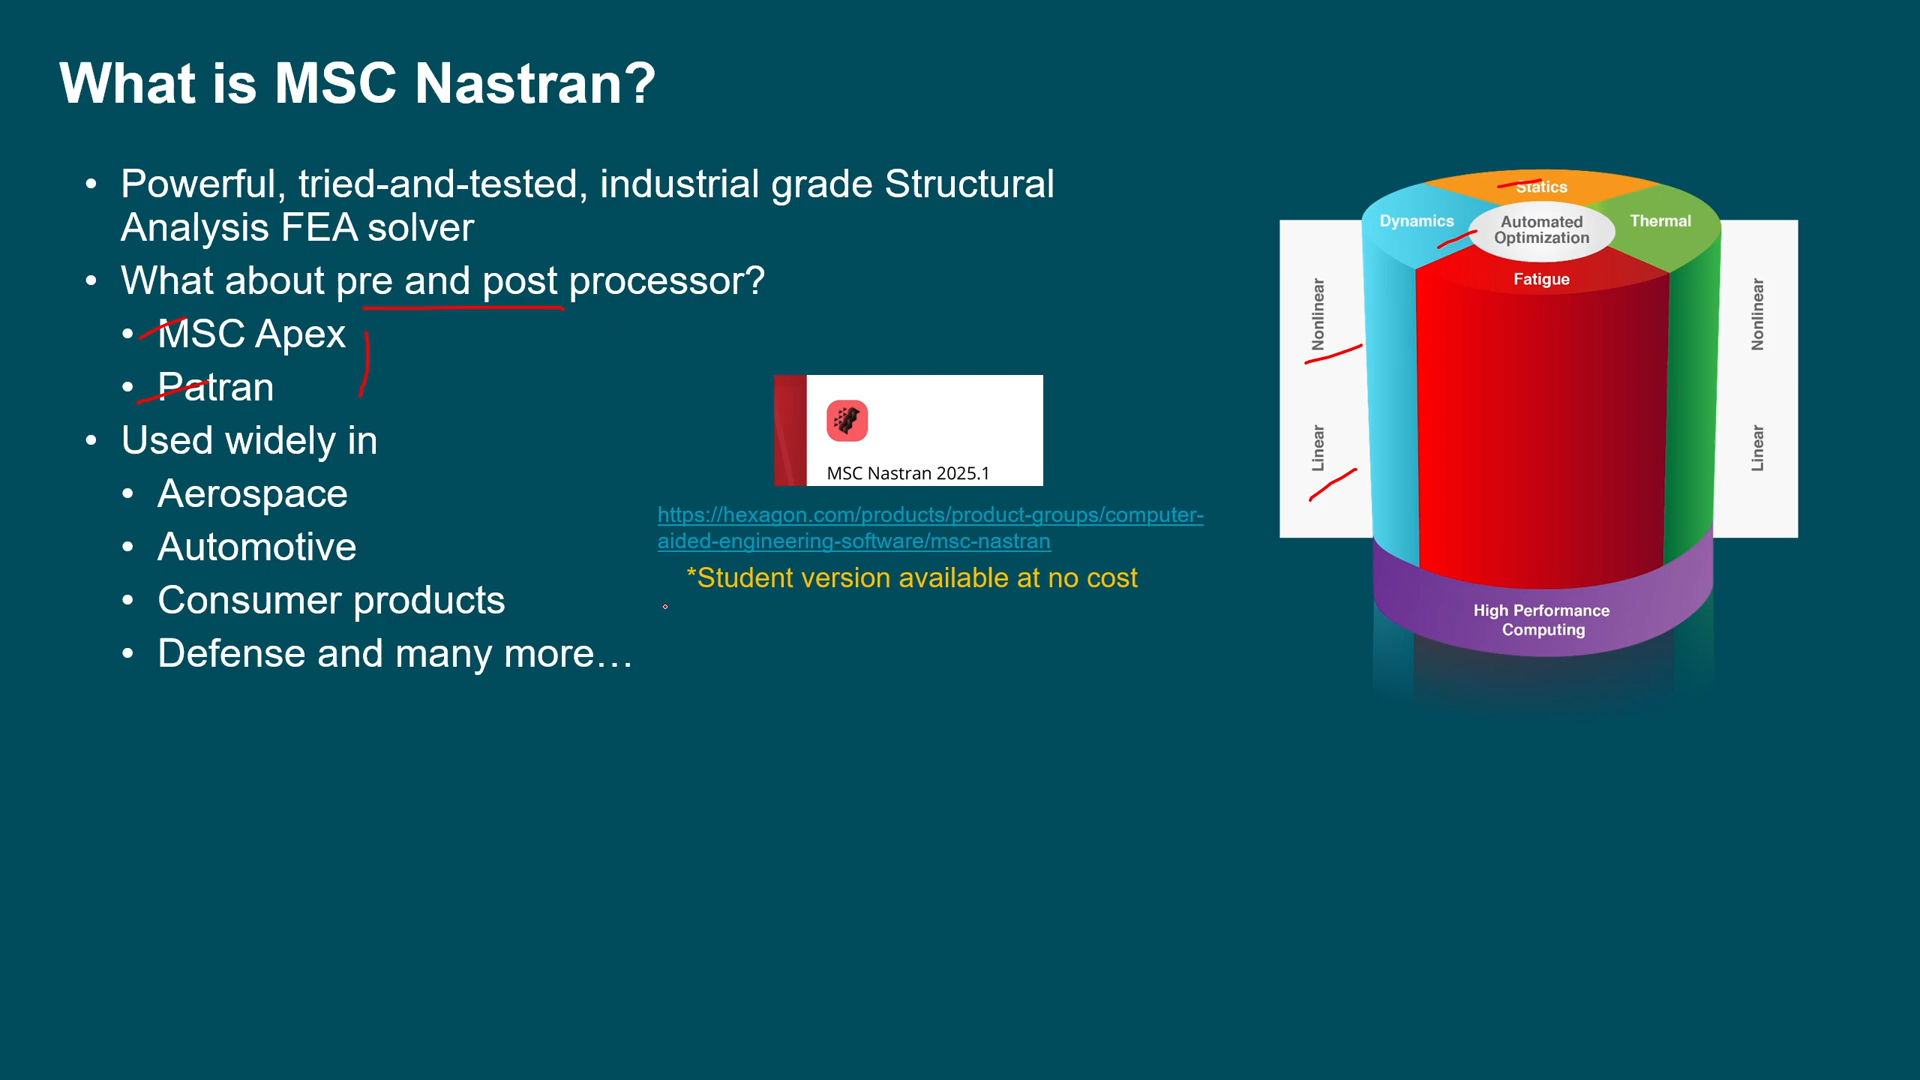 What is MSC Nastran?
• Powerful, tried-and-tested, industrial grade Structural
Analysis FEA solver
• What about pre and post processor?
• MSC Apex
• Patran
• Used widely in
• Aerospace
• Automotive
• Consumer products
• Defense and many more…
MSC Nastran 2025.1
https://hexagon.com/products/product-groups/computer-
aided-engineering-software/msc-nastran
*Student version available at no cost
Statics
Dynamics
Automated
Optimization
Thermal
Fatigue
Nonlinear
Linear
Nonlinear
Linear
High Performance
Computing